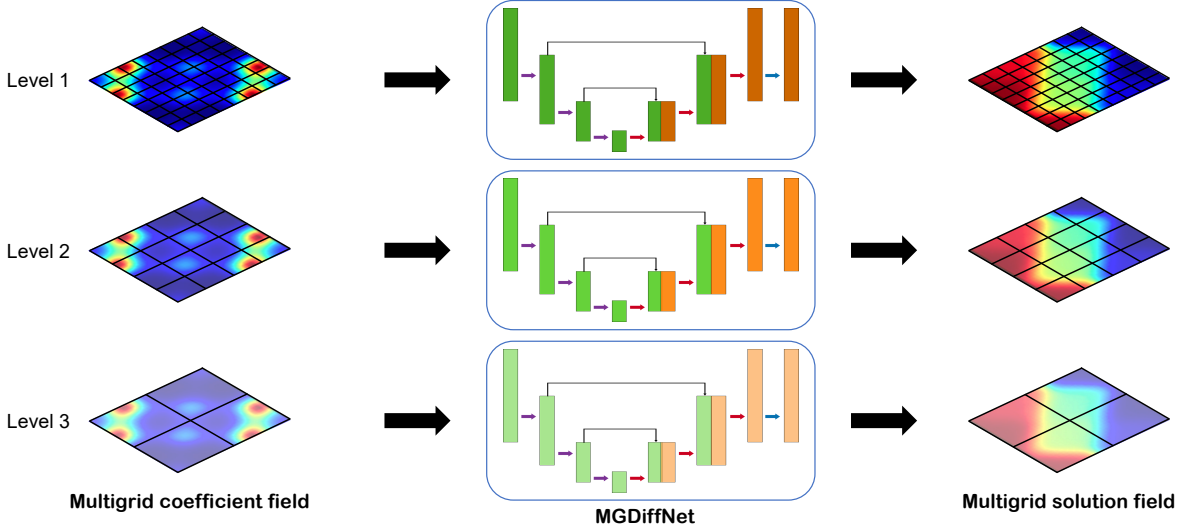 Level 1
Level 2
Level 3
Multigrid coefficient field
MGDiffNet
Multigrid solution field